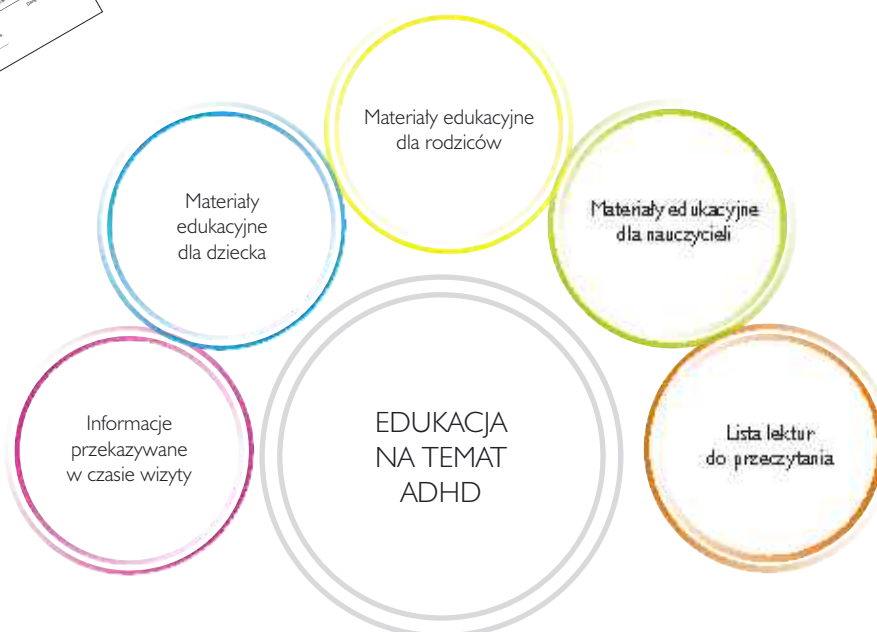 Materiały edukacyjne
dla rodziców
Materiały
edukacyjne
dla dziecka
Materiały edukacyjne
dla nauczycieli
Informacje
przekazywane
w czasie wizyty
EDUKACJA
NA TEMAT
ADHD
Lista lektur
do przeczytania